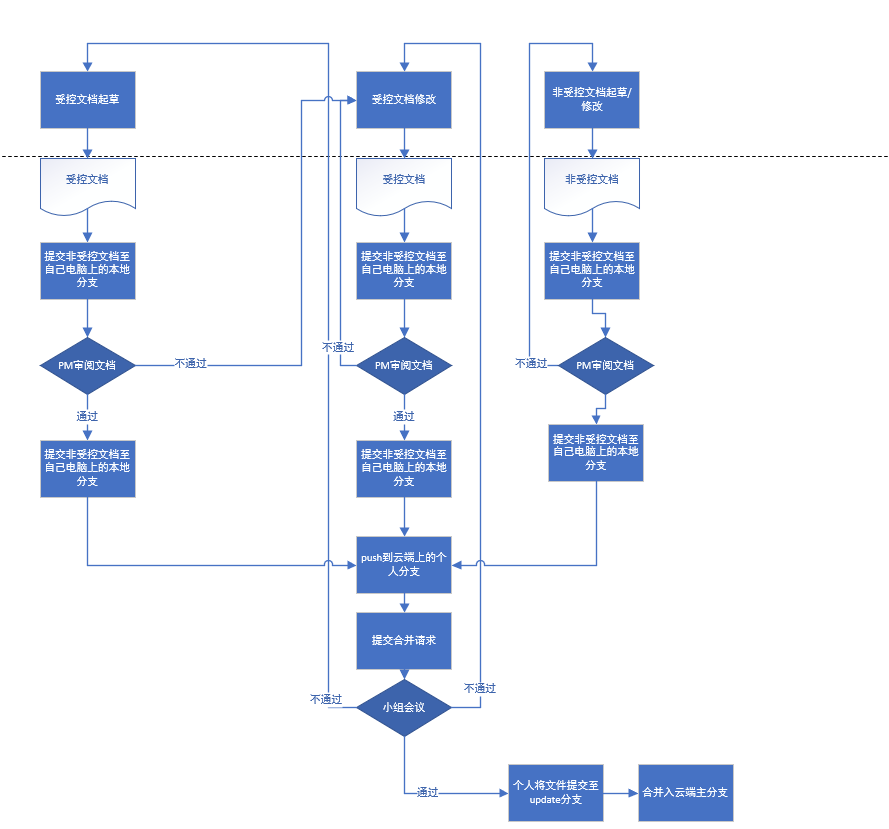 受控文档起草
受控文档修改
非受控文档起草/
修改
受控文档
受控文档
非受控文档
提交非受控文档至
自己电脑上的本地
分支
提交非受控文档至
自己电脑上的本地
分支
提交非受控文档至
自己电脑上的本地
分支
不通过
PM审阅文档
不通过
PM审阅文档
不通过
PM审阅文档
通过
通过
提交非受控文档至
自己电脑上的本地
分支
提交非受控文档至
自己电脑上的本地
分支
提交非受控文档至
自己电脑上的本地
分支
push到云端上的个
人分支
提交合并请求
不通过
小组会议
不通过
通过
个人将文件提交至
update分支
合并入云端主分支